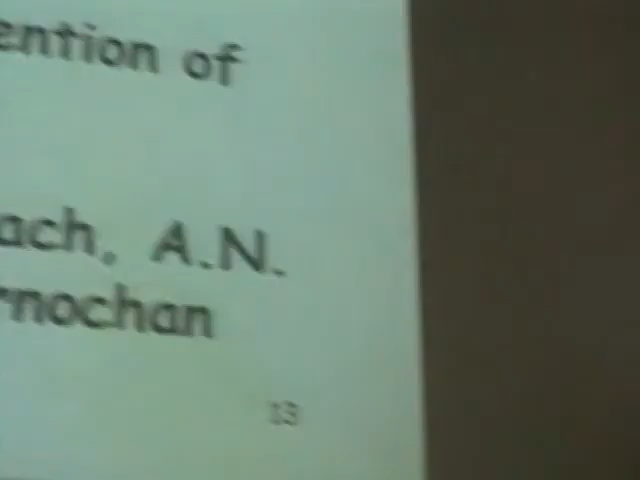 ention of
ach, A.N.
rnochan
13